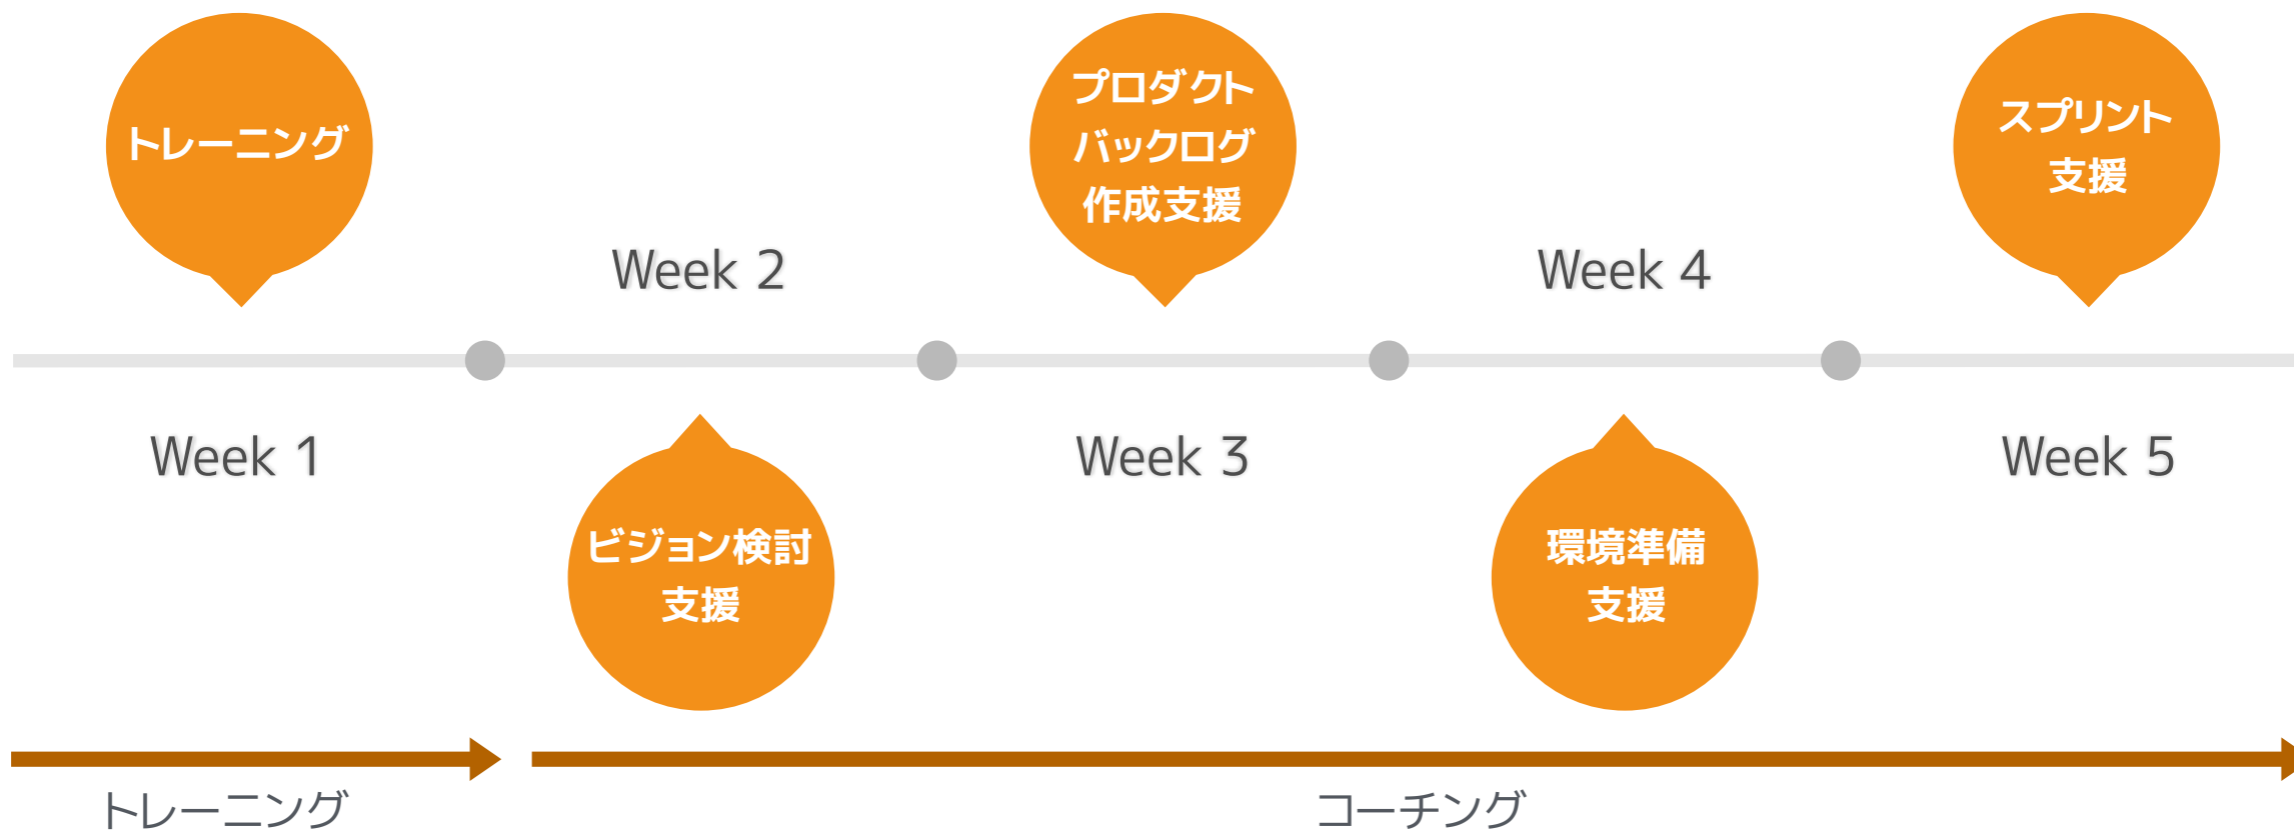 トレーニング
Week 1
Week 2
ビジョン検討
支援
プロダクト
バックログ
作成支援
Week 3
Week 4
環境準備
支援
スプリント
支援
Week 5
トレーニング
コーチング